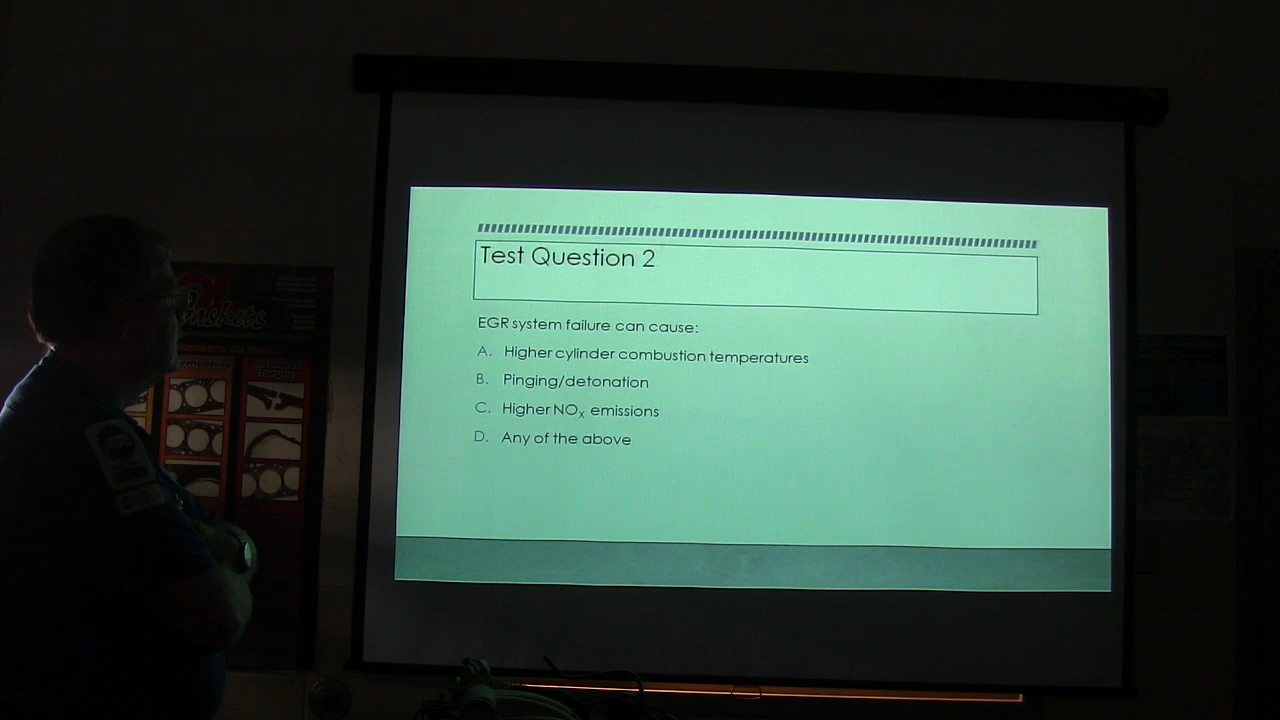 Test Question 2
EGR system failure can cause:
A. Higher cylinder combustion temperatures
B. Pinging/detonation
C. Higher NOx emissions
D. Any of the above